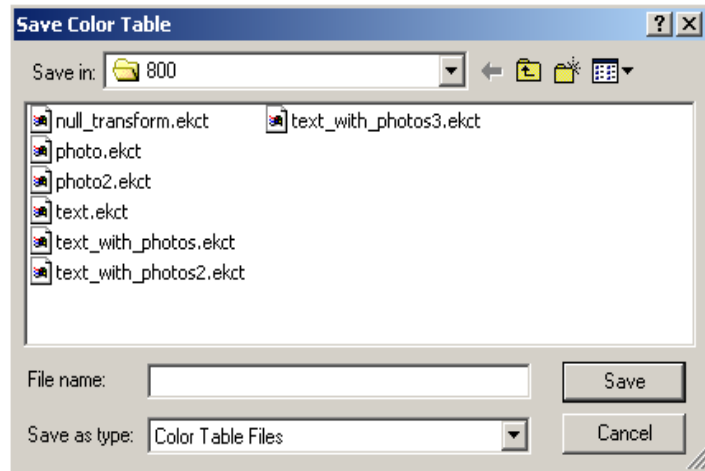 Save Color Table
Save in: 800
null_transform.ekct
photo.ekct
photo2.ekct
text.ekct
text_with_photos.ekct
text_with_photos2.ekct
text_with_photos3.ekct
File name:
Save
Save as type: Color Table Files
Cancel